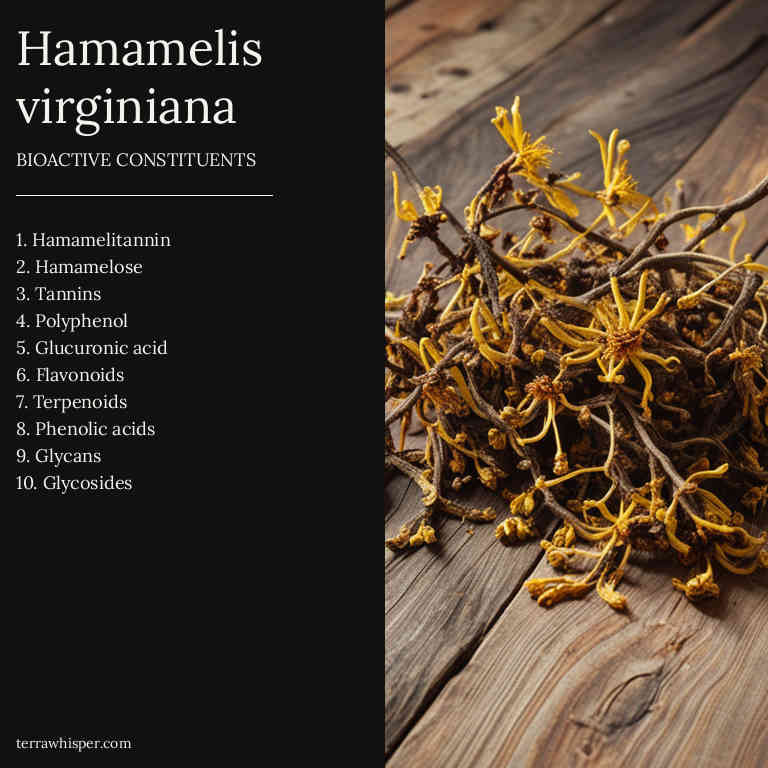 Hamamelis
virginiana
BIOACTIVE CONSTITUENTS
1. Hamamelitannin
2. Hamamelose
3. Tannins
4. Polyphenol
5. Glucuronic acid
6. Flavonoids
7. Terpenoids
8. Phenolic acids
9. Glycans
10. Glycosides
terrawhisper.com